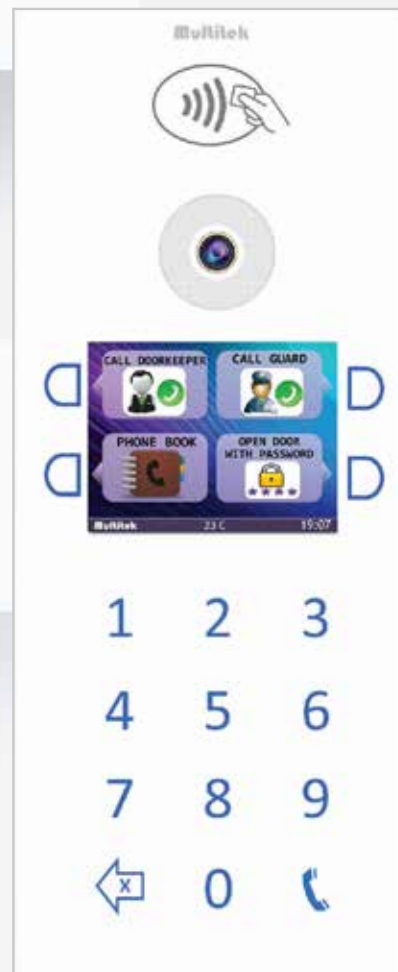 Multitek
CALL DOORKEEPER
CALL GUARD
PHONE BOOK
OPEN DOOR
WITH PASSWORD
****
Multitek 23 C 19:07
1 2 3
4 5 6
7 8 9
X 0